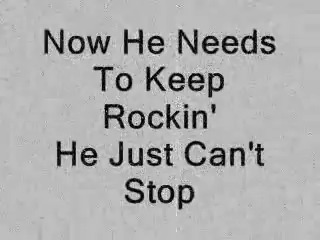 Now He Needs
To Keep
Rockin'
He Just Can't
Stop